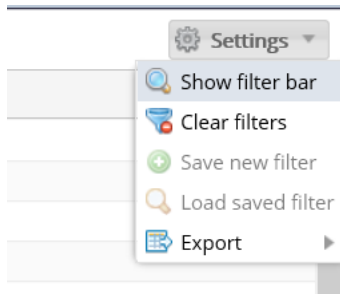 Settings
Show filter bar
Clear filters
Save new filter
Load saved filter
Export